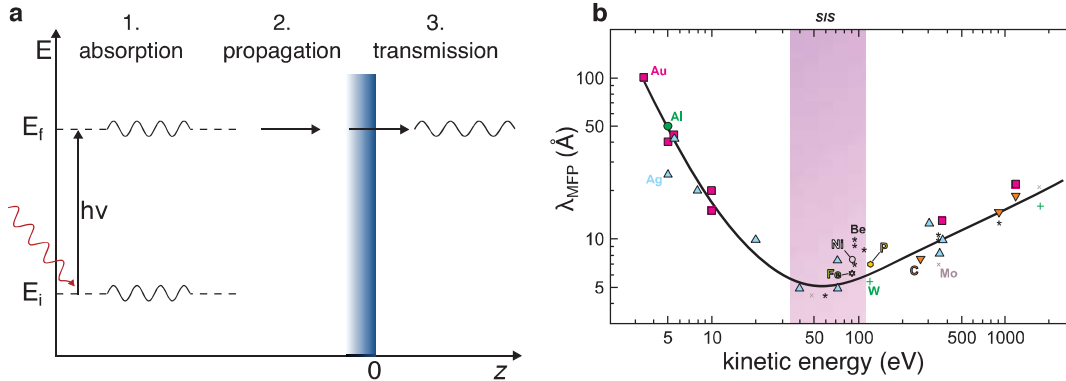 a
1.
2.
3.
absorption
propagation
transmission
E
E_f
hν
E_i
0
z
b
SIS
100
50
10
5
λ_MFP (Å)
Au
Al
Ag
Be
Ni
P
Fe
C
Mo
W
5
10
50
100
500
1000
kinetic energy (eV)